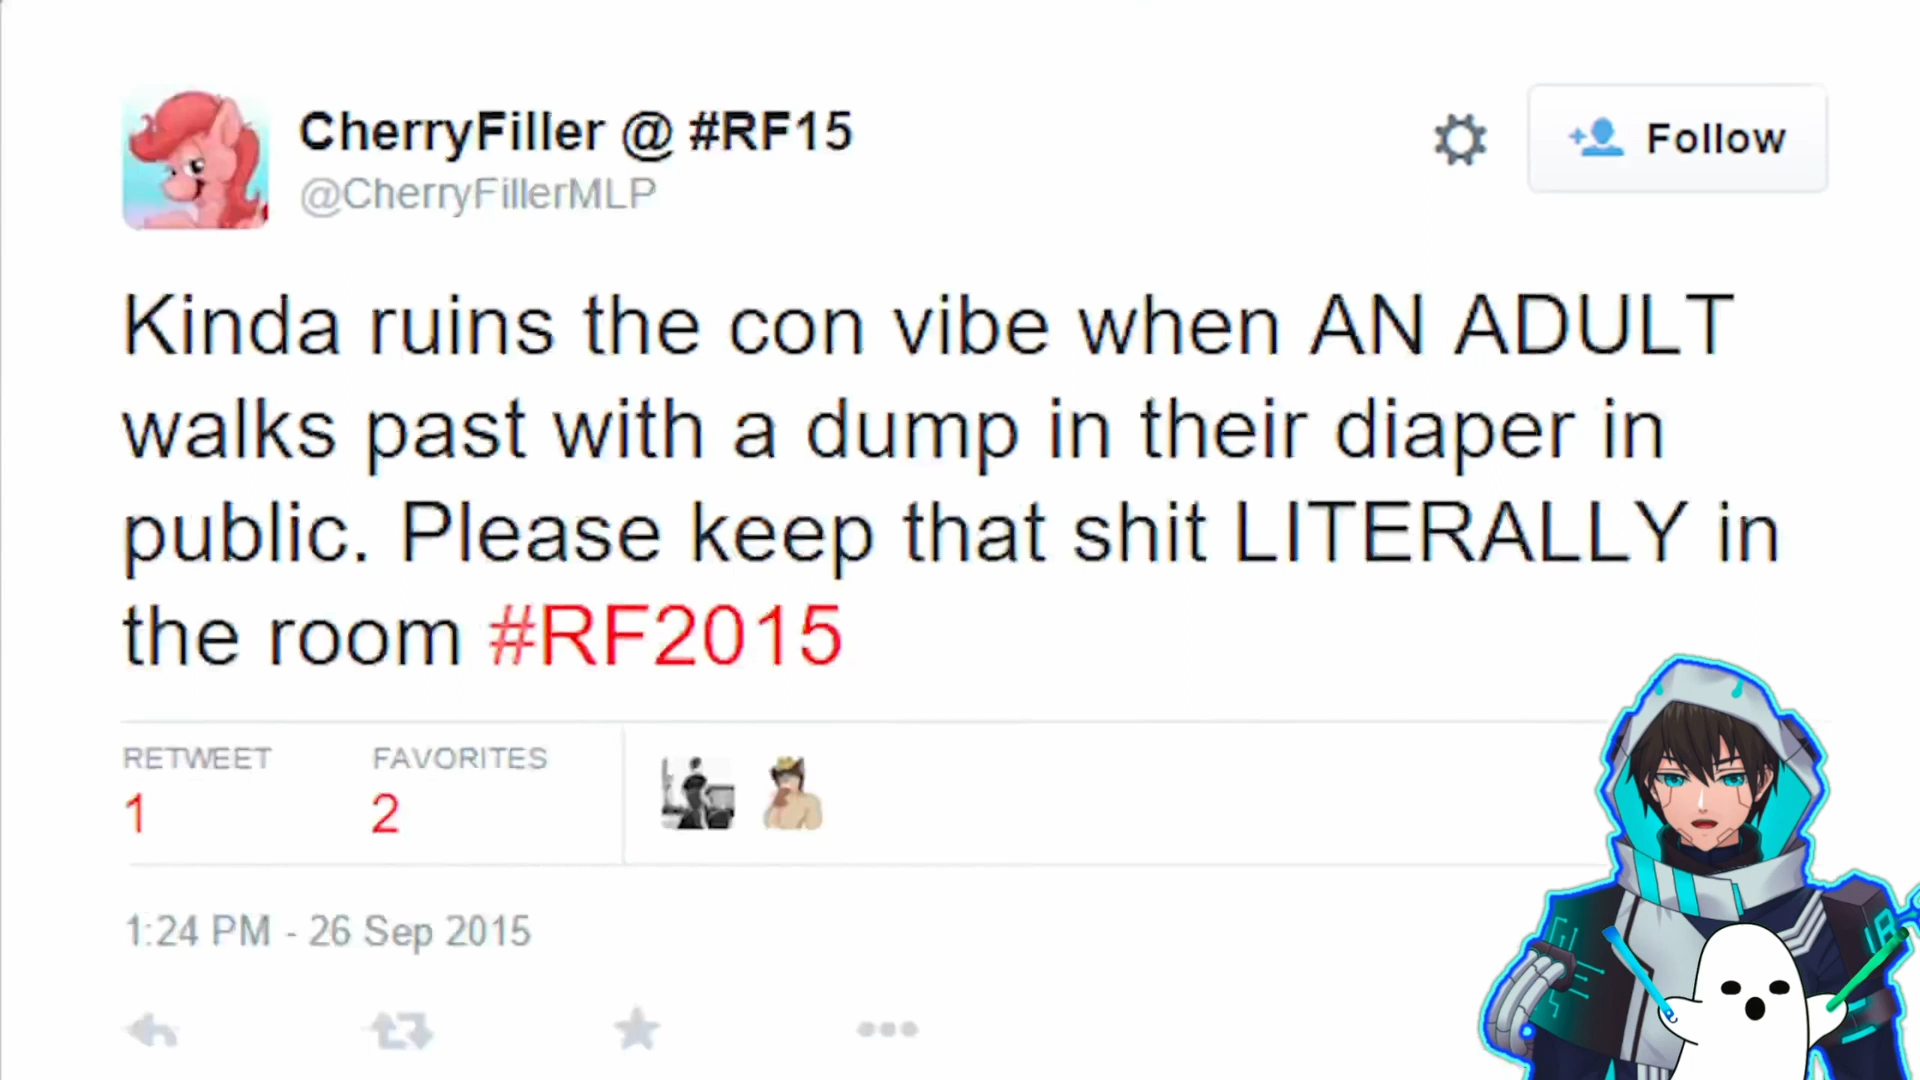 CherryFiller @ #RF15
@CherryFillerMLP
Follow
Kinda ruins the con vibe when AN ADULT
walks past with a dump in their diaper in
public. Please keep that shit LITERALLY in
the room #RF2015
RETWEET
1
FAVORITES
2
1:24 PM - 26 Sep 2015